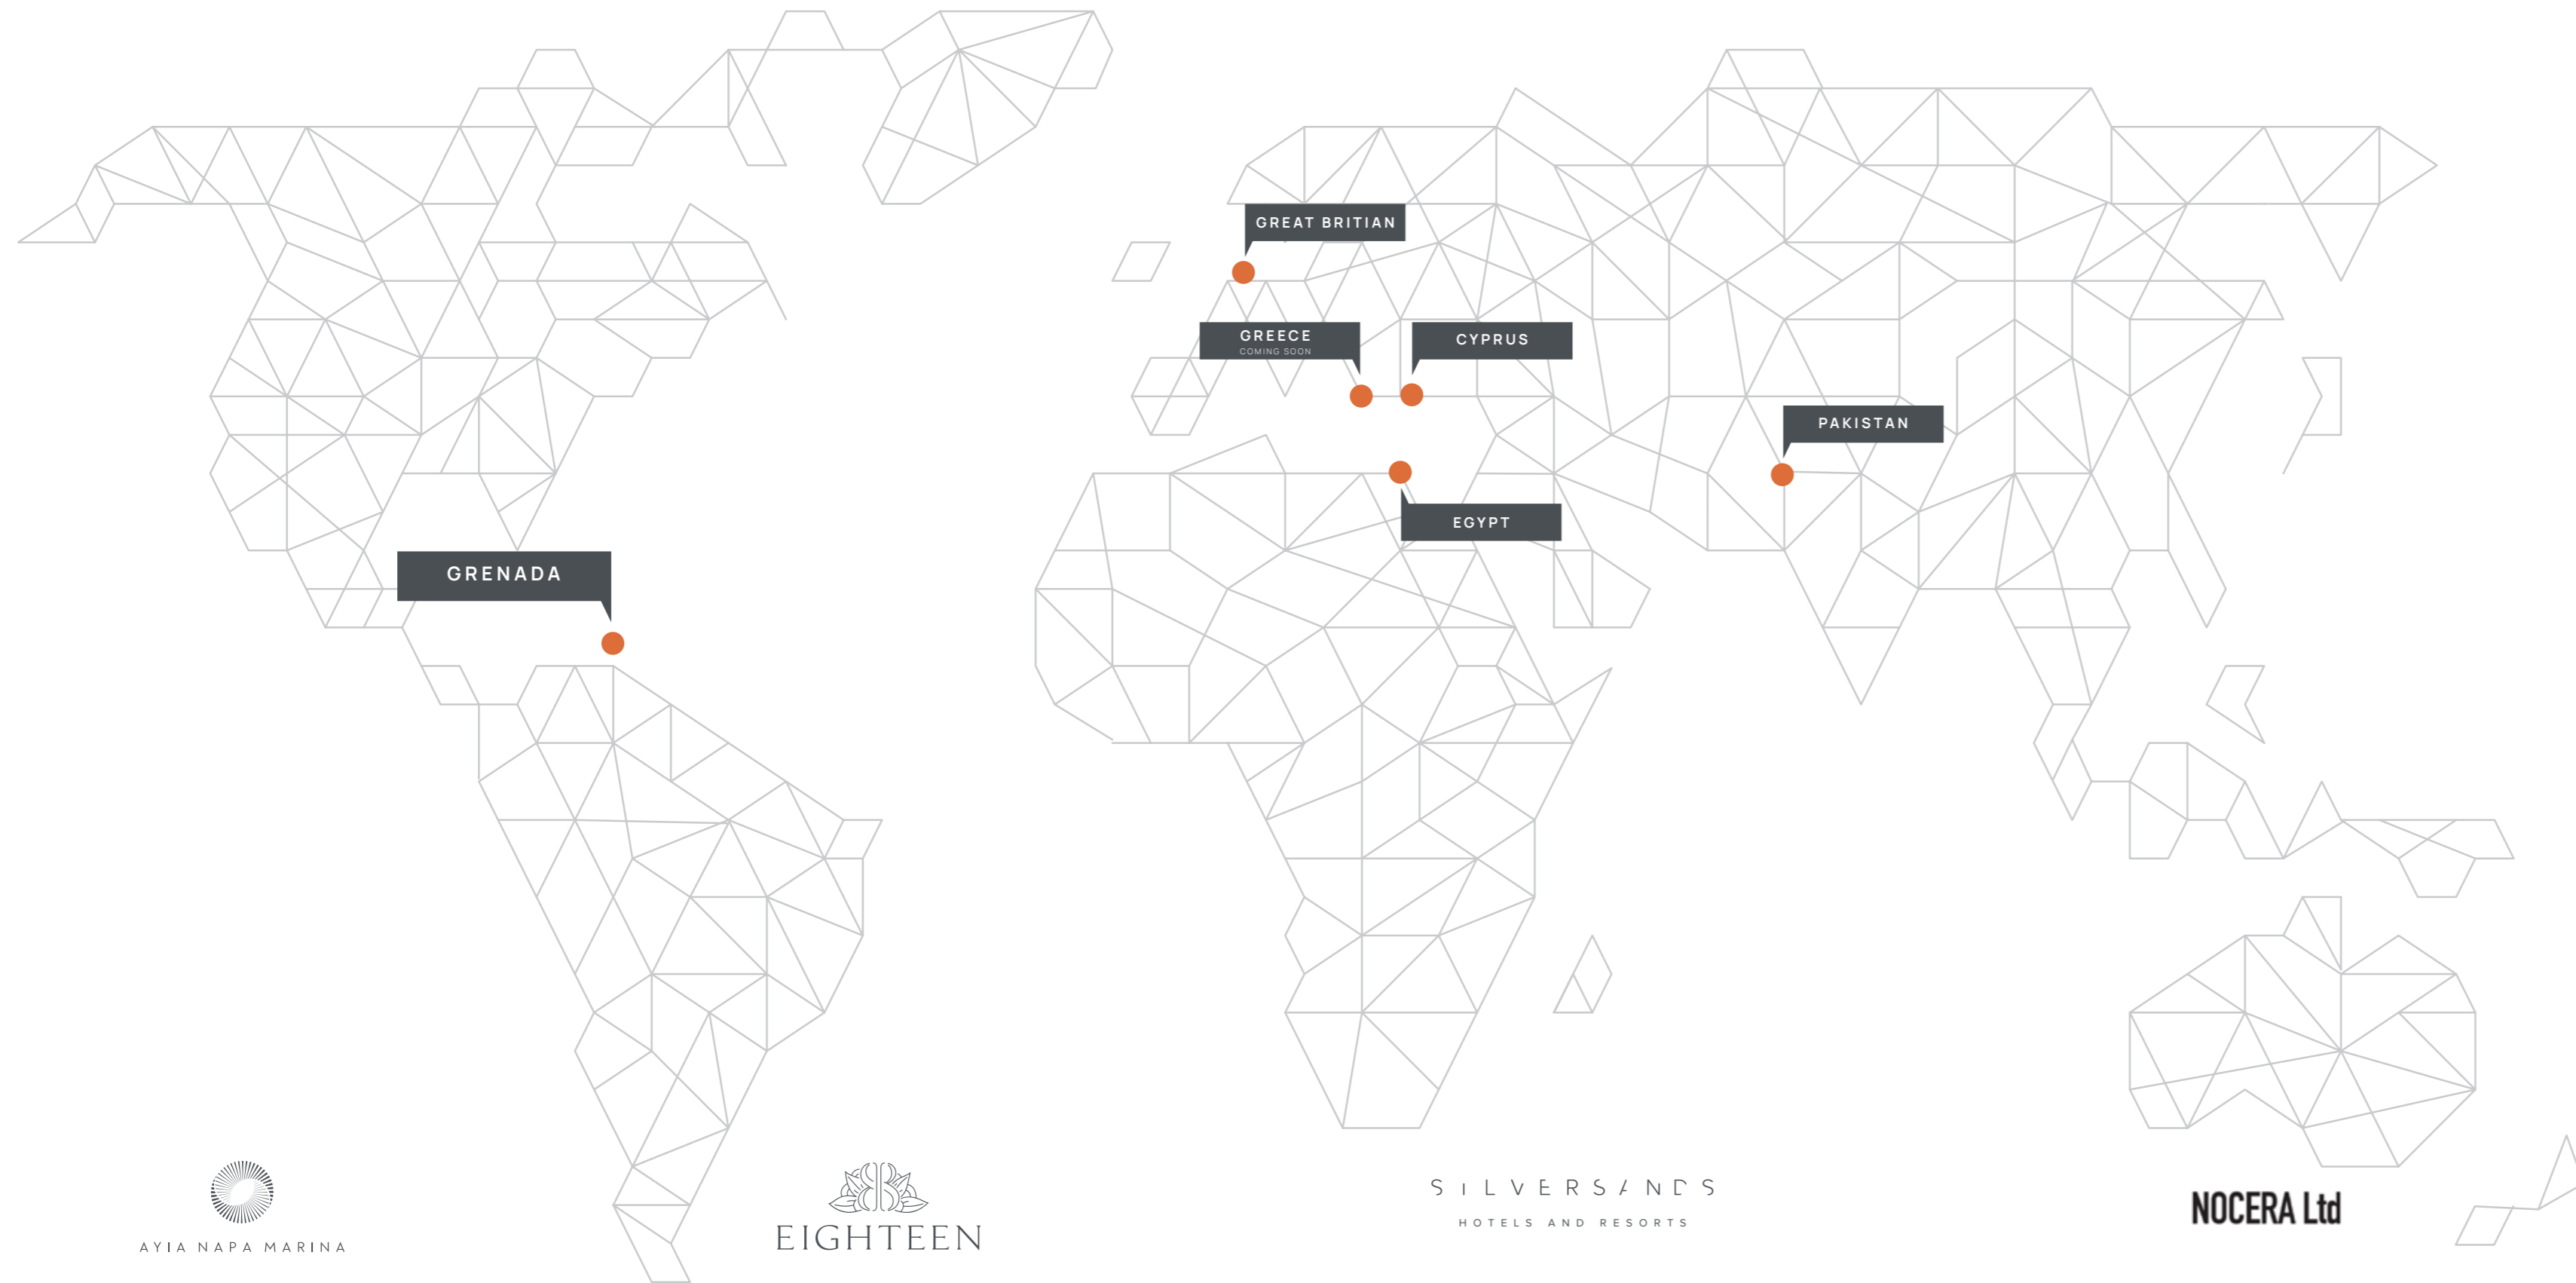 GREAT BRITIAN
GREECE
COMING SOON
CYPRUS
PAKISTAN
EGYPT
GRENADA
AYIA NAPA MARINA
EIGHTEEN
SILVERSANDS
HOTELS AND RESORTS
NOCERA Ltd